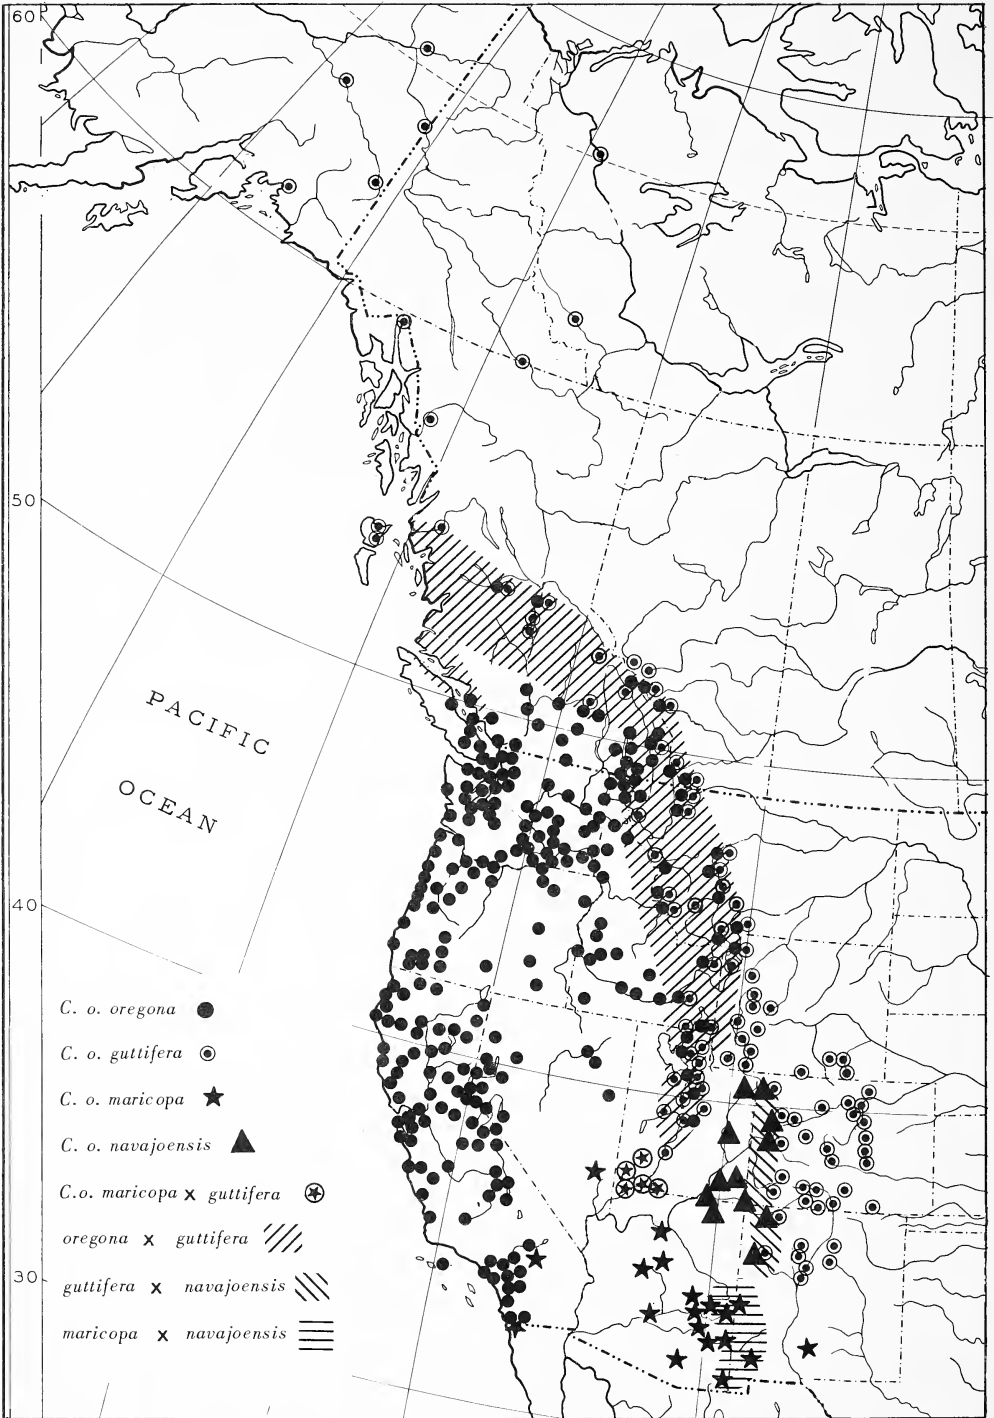 60
50
PACIFIC
OCEAN
40
C. o. oregona
C. o. guttifera
C. o. maricopa
C. o. navajoensis
C.o. maricopa x guttifera
oregona x guttifera
30
guttifera x navajoensis
maricopa x navajoensis